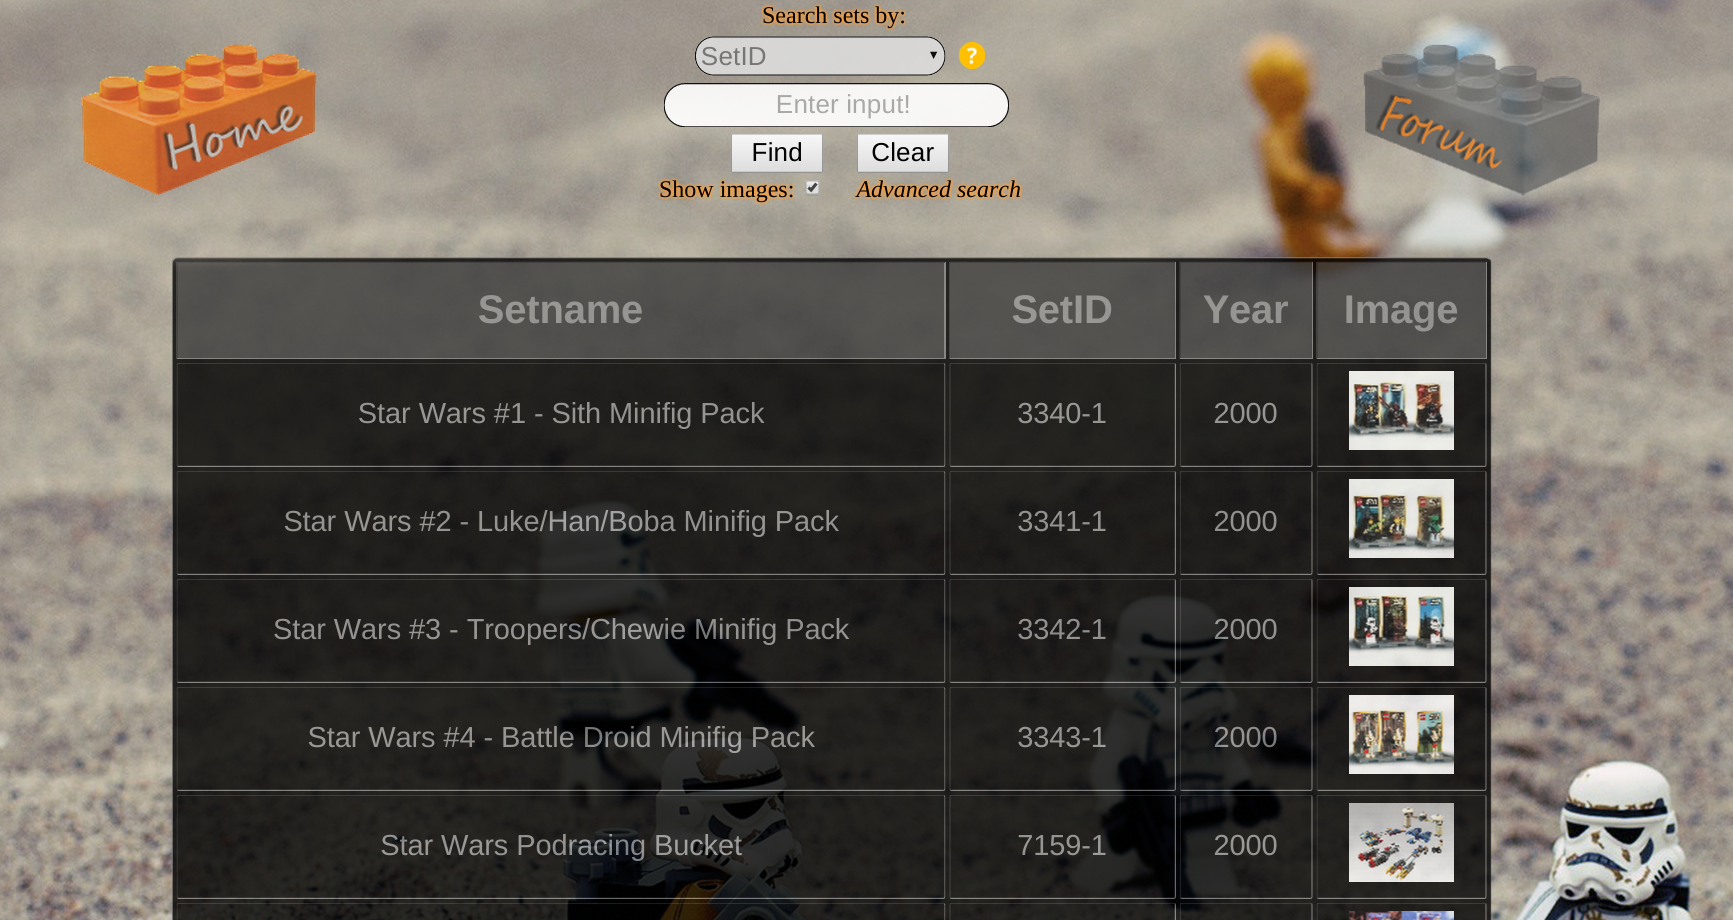 Search sets by:
SetID
?
Enter input!
Find Clear
Show images: Advanced search
Home
Forum
Setname SetID Year Image
Star Wars #1 - Sith Minifig Pack 3340-1 2000
Star Wars #2 - Luke/Han/Boba Minifig Pack 3341-1 2000
Star Wars #3 - Troopers/Chewie Minifig Pack 3342-1 2000
Star Wars #4 - Battle Droid Minifig Pack 3343-1 2000
Star Wars Podracing Bucket 7159-1 2000